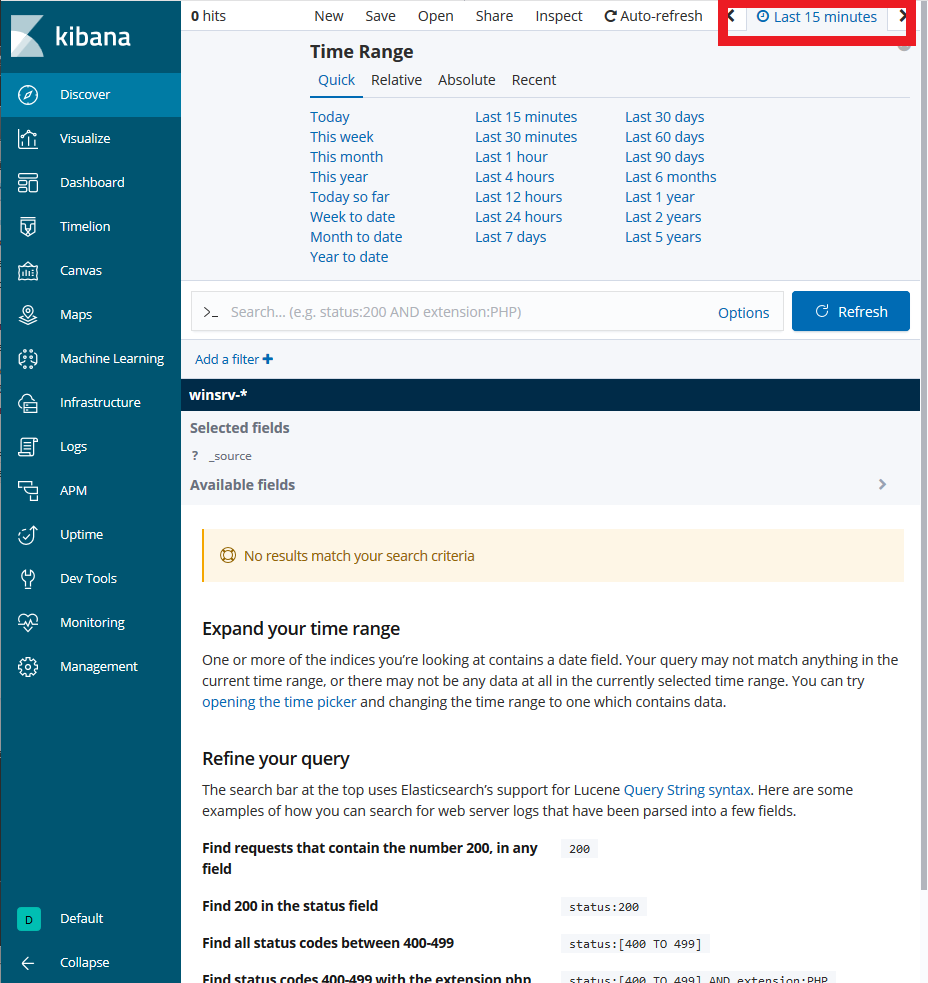 kibana
Discover
Visualize
Dashboard
Timelion
Canvas
Maps
Machine Learning
Infrastructure
Logs
APM
Uptime
Dev Tools
Monitoring
Management
D Default
Collapse
0 hits New Save Open Share Inspect Auto-refresh Last 15 minutes
Time Range
Quick Relative Absolute Recent
Today Last 15 minutes Last 30 days
This week Last 30 minutes Last 60 days
This month Last 1 hour Last 90 days
This year Last 4 hours Last 6 months
Today so far Last 12 hours Last 1 year
Week to date Last 24 hours Last 2 years
Month to date Last 7 days Last 5 years
Year to date
>_ Search... (e.g. status:200 AND extension:PHP) Options Refresh
Add a filter +
winsrv-*
Selected fields
? _source
Available fields
No results match your search criteria
Expand your time range
One or more of the indices you’re looking at contains a date field. Your query may not match anything in the
current time range, or there may not be any data at all in the currently selected time range. You can try
opening the time picker and changing the time range to one which contains data.
Refine your query
The search bar at the top uses Elasticsearch’s support for Lucene Query String syntax. Here are some
examples of how you can search for web server logs that have been parsed into a few fields.
Find requests that contain the number 200, in any 200
field
Find 200 in the status field status:200
Find all status codes between 400-499 status:[400 TO 499]
Find status codes 400-499 with the extension php status:[400 TO 499] AND extension:PHP